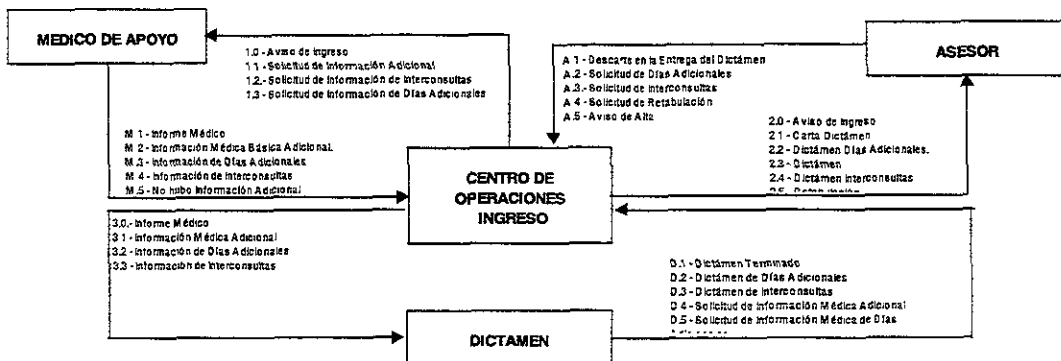 MEDICO DE APOYO
1.0 - Aviso de Ingreso
1.1 - Solicitud de Información Adicional
1.2 - Solicitud de Información de Interconsultas
1.3 - Solicitud de Información de Días Adicionales
ASESOR
A.1 - Descarte en la Entrega del Dictámen
A.2 - Solicitud de Días Adicionales
A.3 - Solicitud de Interconsultas
A.4 - Solicitud de Retabulación
A.5 - Aviso de Alta
M.1 - Informe Médico
M.2 - Información Médica Básica Adicional.
M.3 - Información de Días Adicionales
M.4 - Información de Interconsultas
M.5 - No hubo Información Adicional
2.0 - Aviso de Ingreso
2.1 - Carta Dictámen
2.2 - Dictámen Días Adicionales.
2.3 - Dictámen
2.4 - Dictámen Interconsultas
CENTRO DE
OPERACIONES
INGRESO
3.0.- Informe Médico
3.1 - Información Médica Adicional
3.2 - Información de Días Adicionales
3.3 - Información de Interconsultas
D.1 - Dictámen Terminado
D.2 - Dictámen de Días Adicionales
D.3 - Dictámen de Interconsultas
D.4 - Solicitud de Información Médica Adicional
D.5 - Solicitud de Información Médica de Días
DICTAMEN